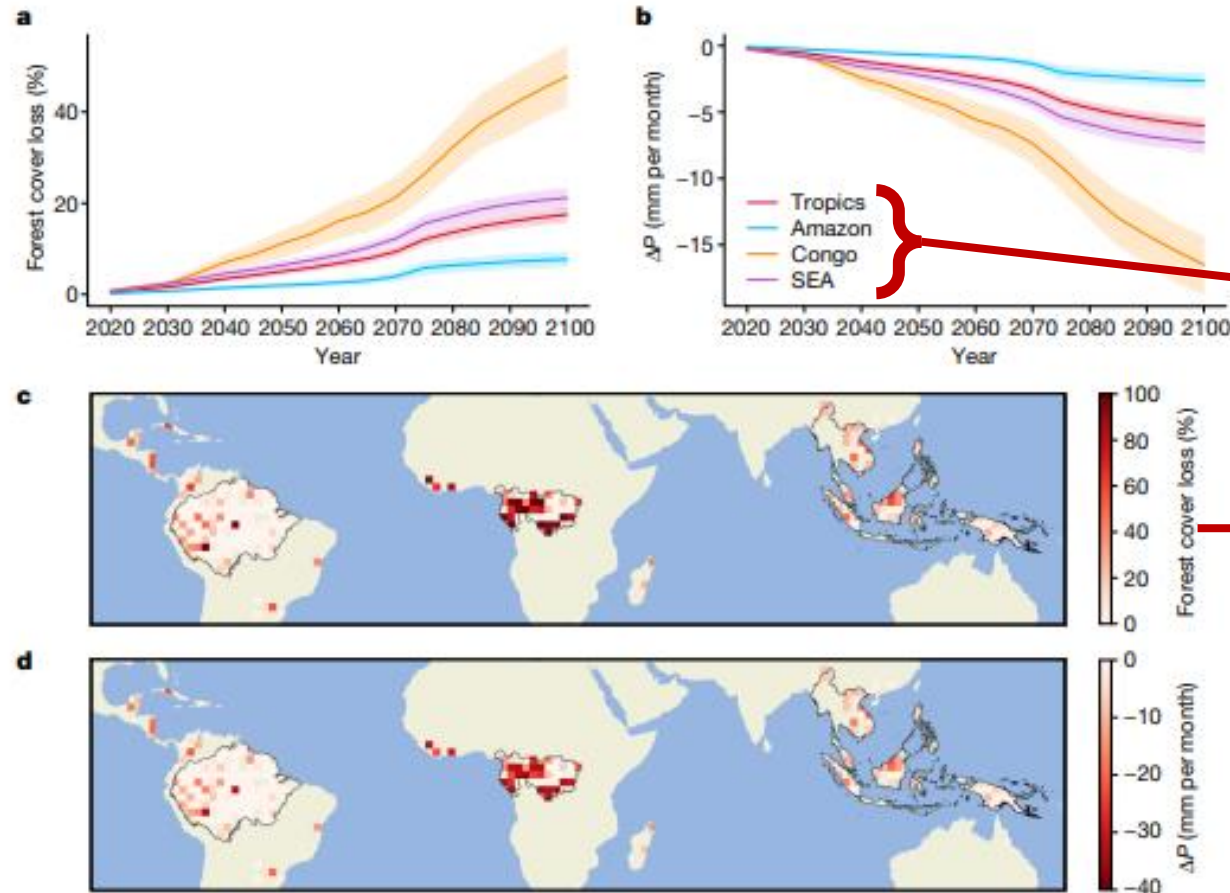 a
Forest cover loss (%)
40
20
0
2020 2030 2040 2050 2060 2070 2080 2090 2100
Year
b
ΔP (mm per month)
0
−5
−10
−15
Tropics
Amazon
Congo
SEA
2020 2030 2040 2050 2060 2070 2080 2090 2100
Year
c
100
80
60
40
20
0
Forest cover loss (%)
d
0
−10
−20
−30
−40
ΔP (mm per month)